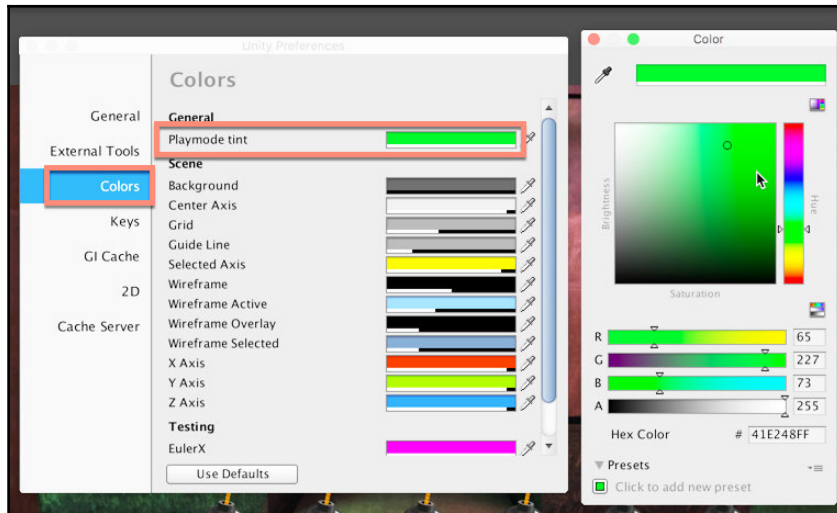 Unity Preferences
General
External Tools
Colors
Keys
GI Cache
2D
Cache Server
Colors
General
Playmode tint
Scene
Background
Center Axis
Grid
Guide Line
Selected Axis
Wireframe
Wireframe Active
Wireframe Overlay
Wireframe Selected
X Axis
Y Axis
Z Axis
Testing
EulerX
Use Defaults
Color
Brightness
Hue
Saturation
R 65
G 227
B 73
A 255
Hex Color # 41E248FF
Presets
Click to add new preset